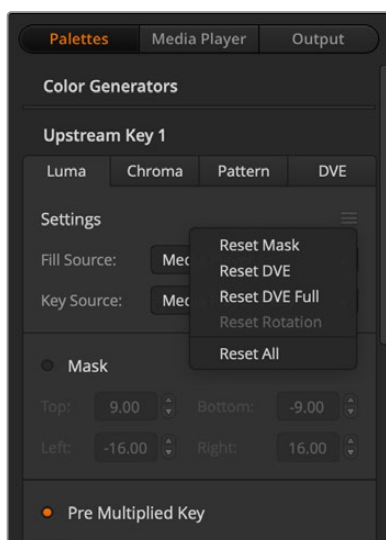 Palettes Media Player Output
Color Generators
Upstream Key 1
Luma Chroma Pattern DVE
Settings
Reset Mask
Reset DVE
Reset DVE Full
Reset Rotation
Reset All
Fill Source:
Key Source:
Mask
Top: 9.00 Bottom: -9.00
Left: -16.00 Right: 16.00
Pre Multiplied Key